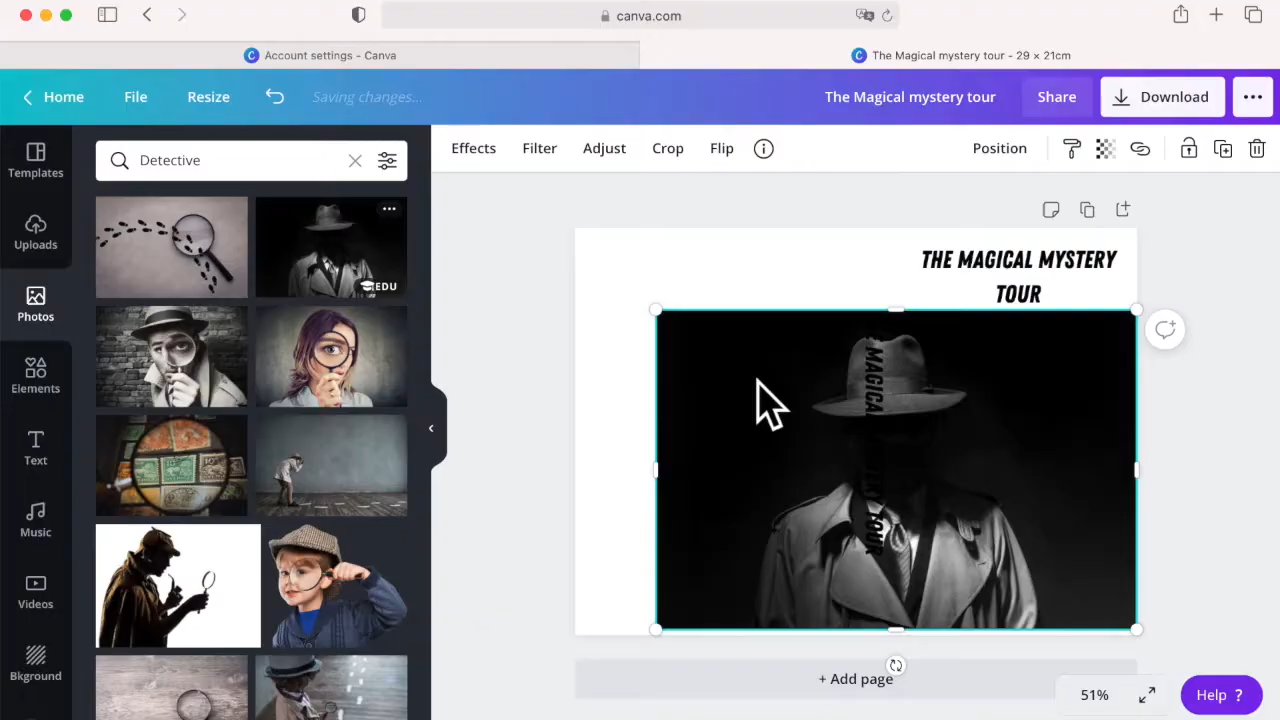 canva.com
Account settings - Canva
The Magical mystery tour - 29 × 21cm
Home
File
Resize
Saving changes...
The Magical mystery tour
Share
Download
Templates
Uploads
Photos
Elements
Text
Music
Videos
Bkground
Detective
EDU
Effects
Filter
Adjust
Crop
Flip
Position
THE MAGICAL MYSTERY
TOUR
MAGICA
TOUR
+ Add page
51%
Help ?